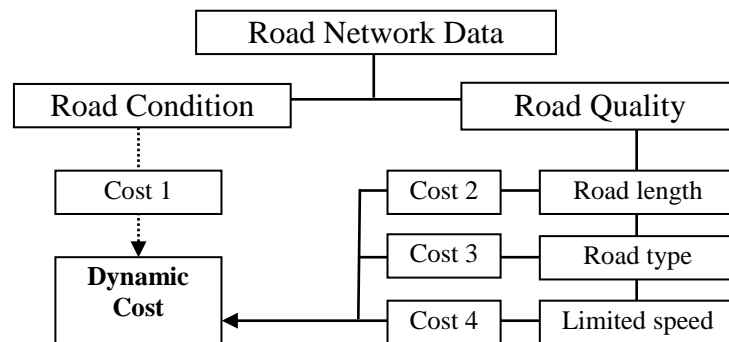 Road Network Data
Road Condition
Road Quality
Cost 1
Cost 2
Road length
Cost 3
Road type
Dynamic
Cost
Cost 4
Limited speed